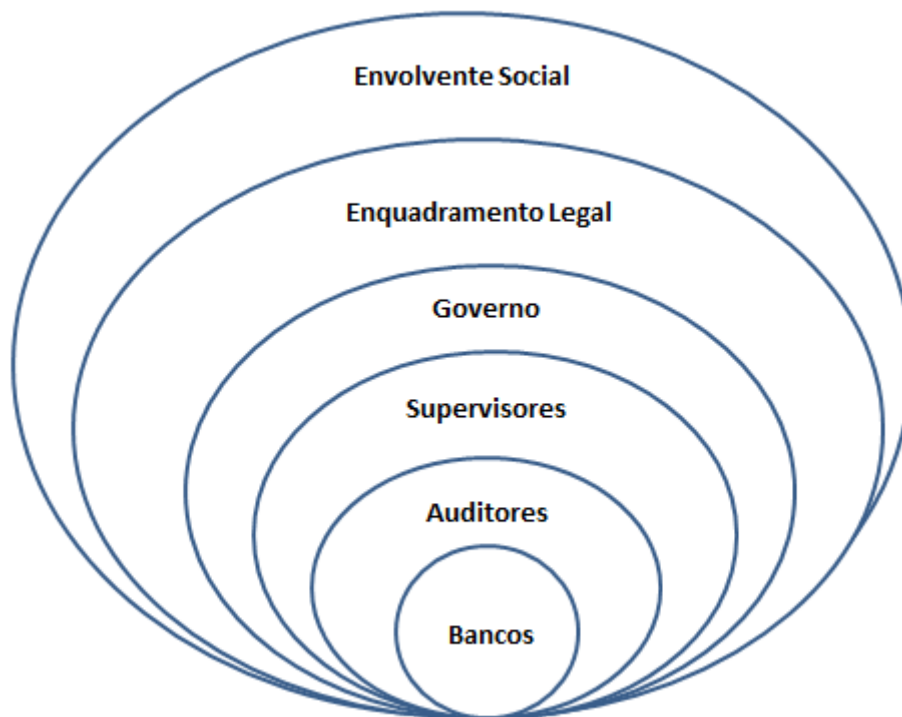 Envolvente Social
Enquadramento Legal
Governo
Supervisores
Auditores
Bancos